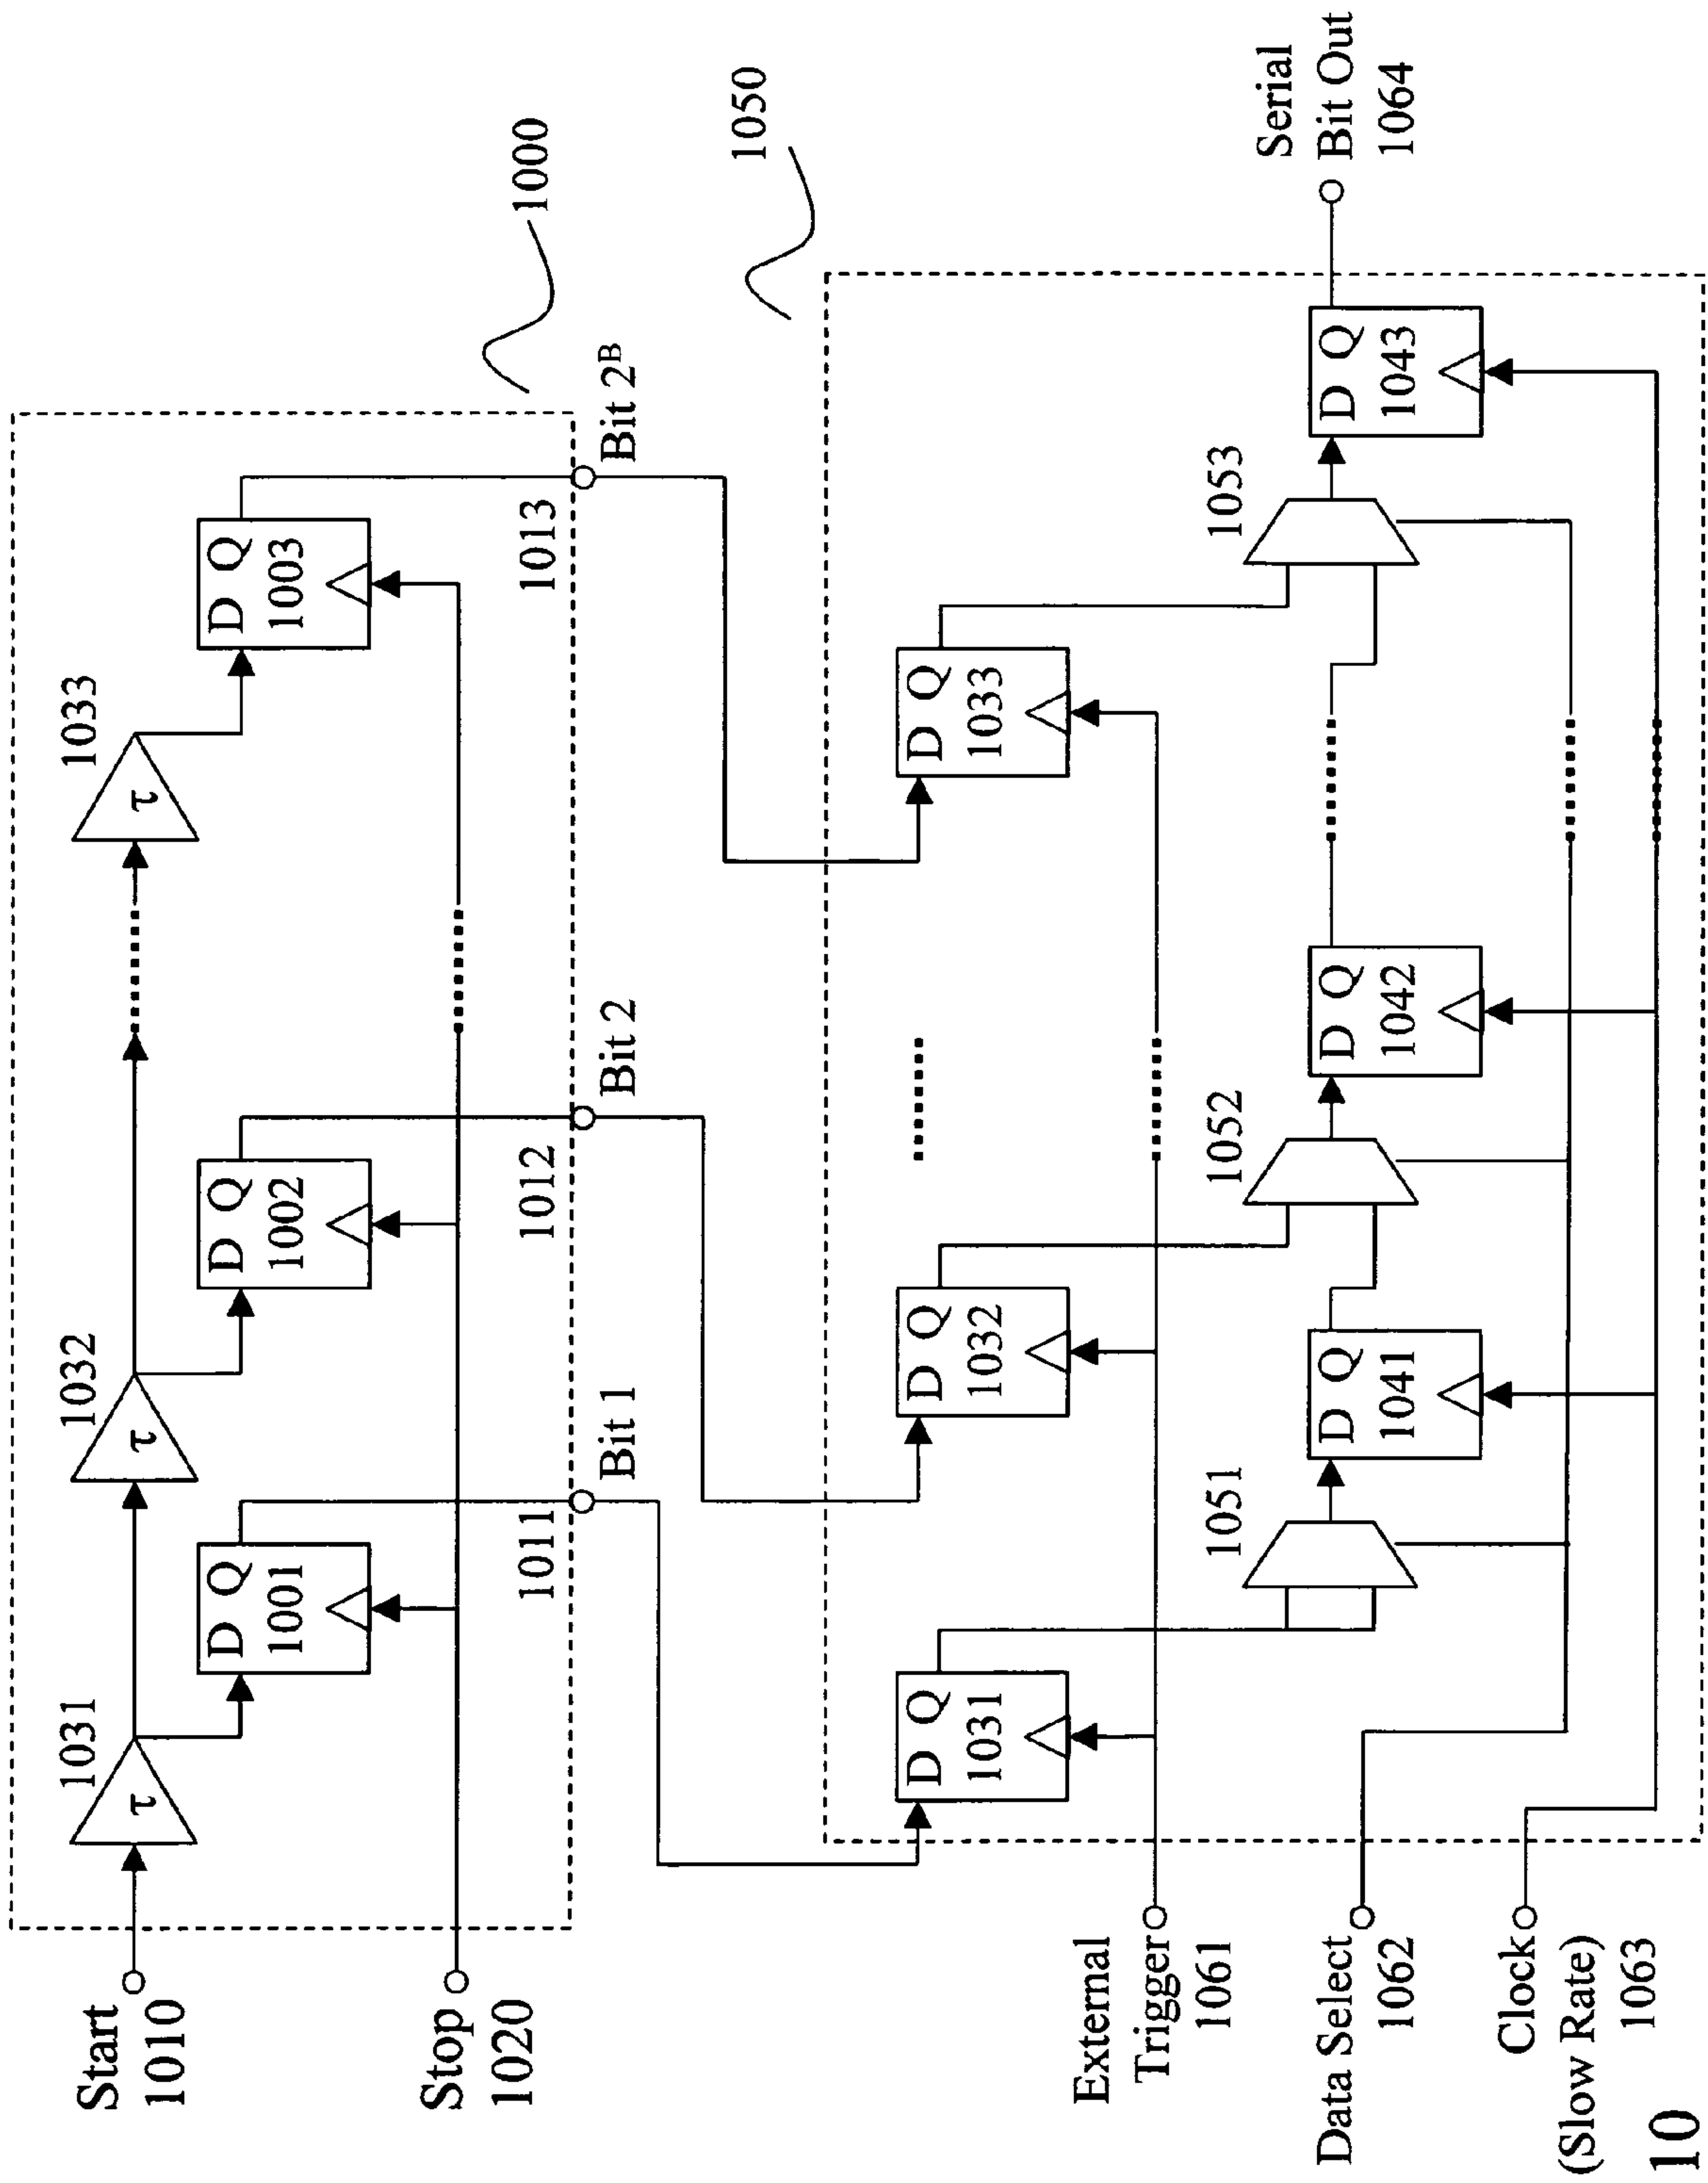 Start
1010
1031
τ
1032
τ
1033
τ
D Q
1001
D Q
1002
D Q
1003
Stop
1020
1011
1012
1013
Bit 1
Bit 2
Bit 2ᴮ
1000
1050
D Q
1031
D Q
1032
D Q
1033
External
Trigger
1061
1051
1052
1053
Data Select
1062
D Q
1041
D Q
1042
D Q
1043
Serial
Bit Out
1064
Clock
(Slow Rate)
1063
10